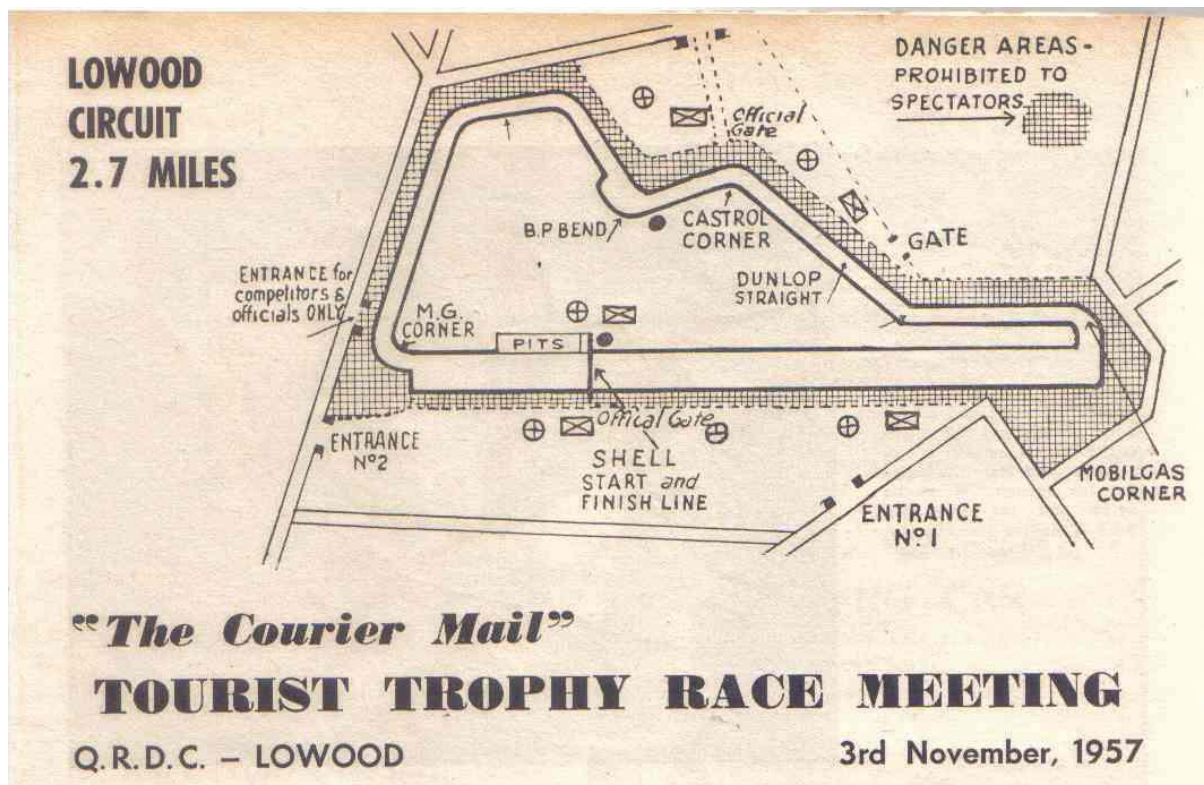 LOWOOD
CIRCUIT
2.7 MILES
DANGER AREAS-
PROHIBITED TO
SPECTATORS
Official
Gate
B.P BEND
CASTROL
CORNER
GATE
DUNLOP
STRAIGHT
ENTRANCE for
competitors &
officials ONLY
M.G.
CORNER
PITS
Offical Gate
ENTRANCE
Nº2
SHELL
START and
FINISH LINE
MOBILGAS
CORNER
ENTRANCE
Nº1
"The Courier Mail"
TOURIST TROPHY RACE MEETING
Q.R.D.C. – LOWOOD
3rd November, 1957